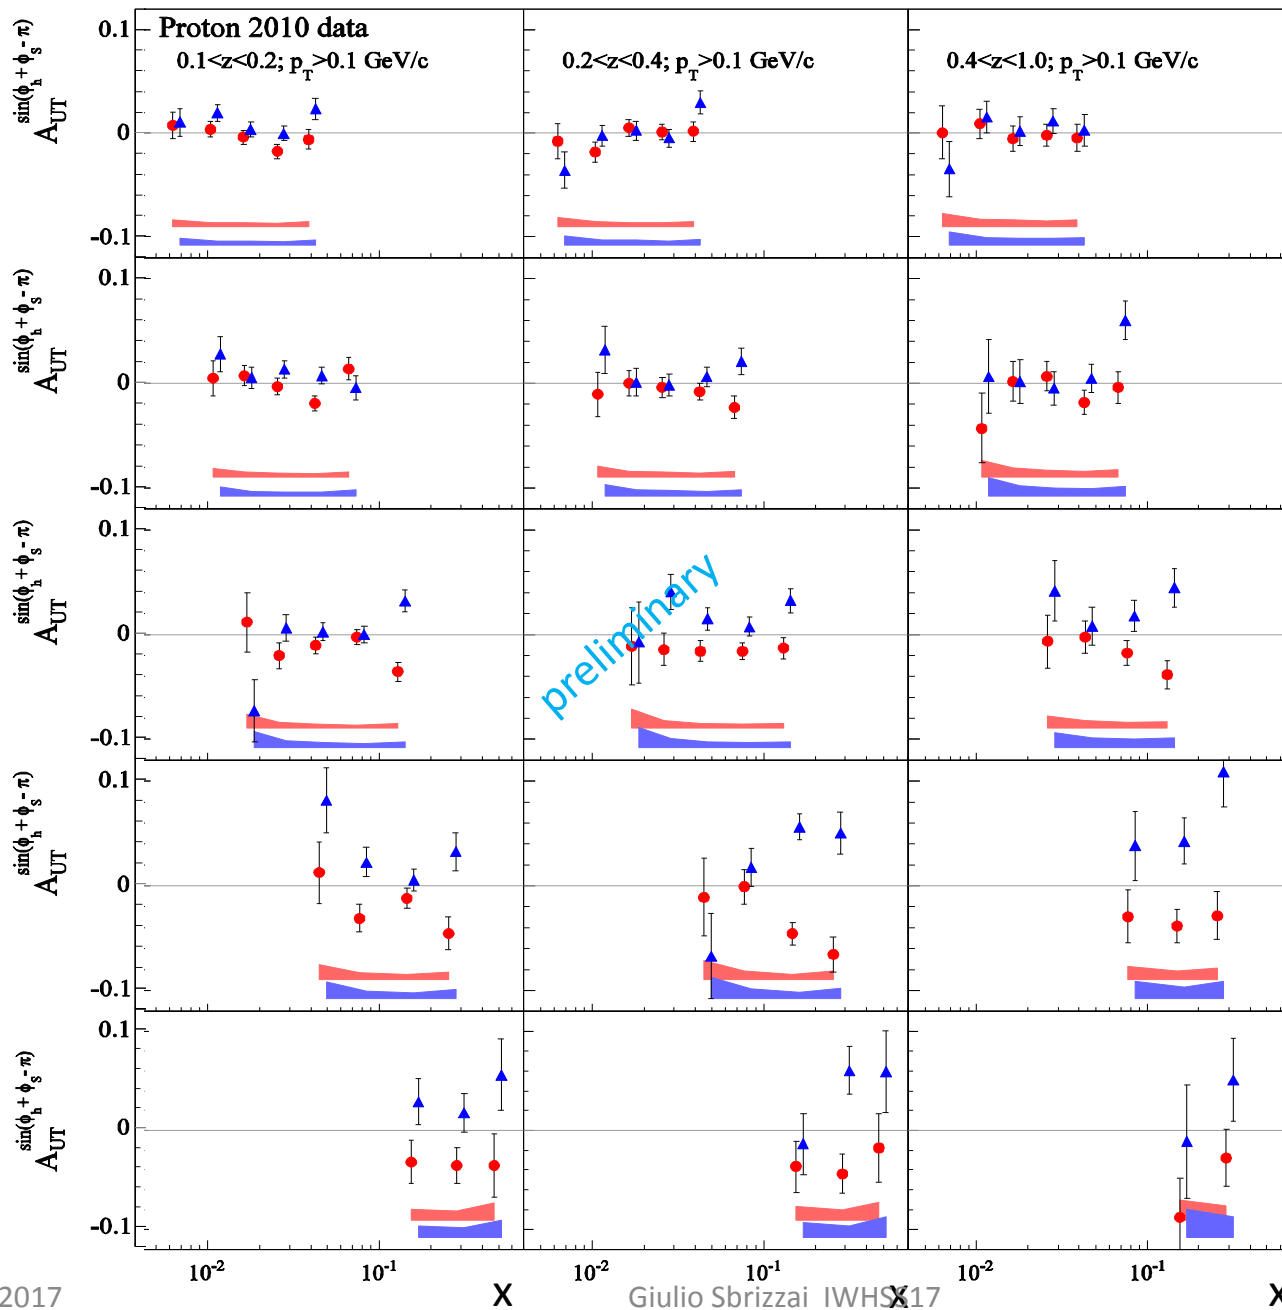 Proton 2010 data
0.1<z<0.2; p_T>0.1 GeV/c
0.2<z<0.4; p_T>0.1 GeV/c
0.4<z<1.0; p_T>0.1 GeV/c
A_UT^sin(ϕ_h + ϕ_S - π)
0.1
0
-0.1
A_UT^sin(ϕ_h + ϕ_S - π)
0.1
0
-0.1
A_UT^sin(ϕ_h + ϕ_S - π)
0.1
0
-0.1
preliminary
A_UT^sin(ϕ_h + ϕ_S - π)
0.1
0
-0.1
A_UT^sin(ϕ_h + ϕ_S - π)
0.1
0
-0.1
10^-2 10^-1 10^-2 10^-1 10^-2 10^-1
x x x
2017
Giulio Sbrizzai IWHSS17